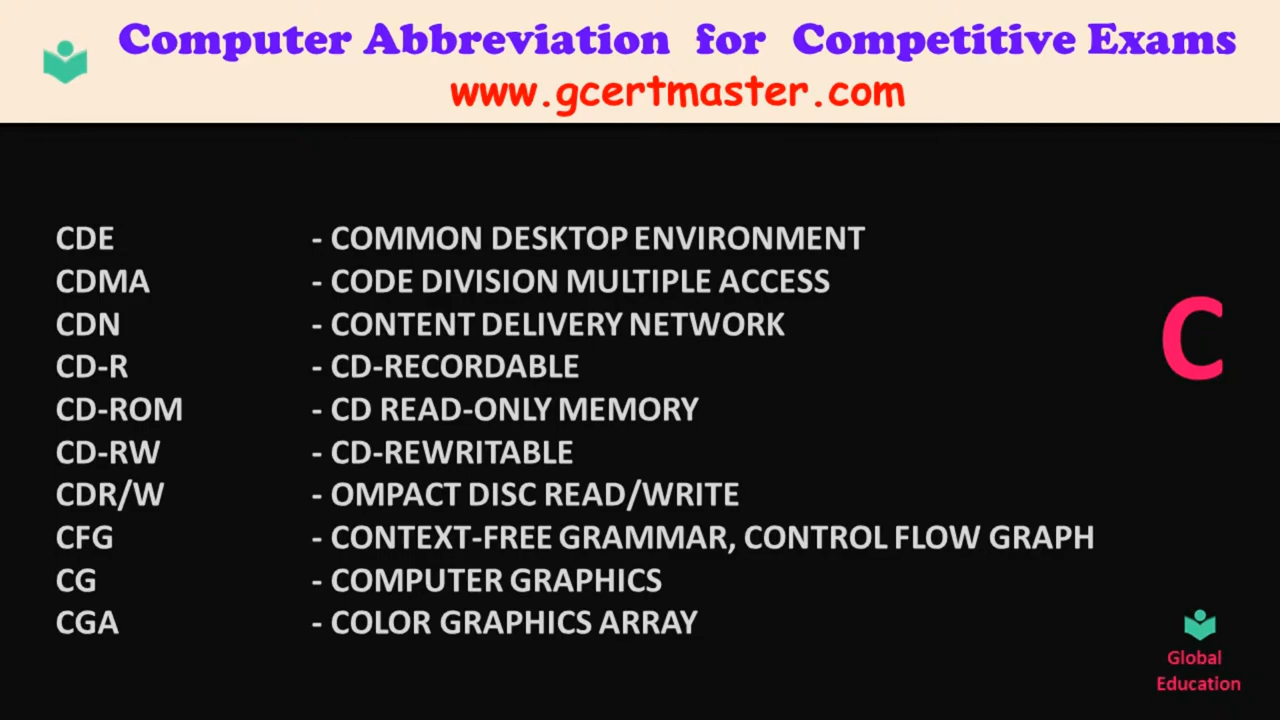 Computer Abbreviation for Competitive Exams
www.gcertmaster.com
CDE - COMMON DESKTOP ENVIRONMENT
CDMA - CODE DIVISION MULTIPLE ACCESS
CDN - CONTENT DELIVERY NETWORK
CD-R - CD-RECORDABLE
CD-ROM - CD READ-ONLY MEMORY
CD-RW - CD-REWRITABLE
CDR/W - OMPACT DISC READ/WRITE
CFG - CONTEXT-FREE GRAMMAR, CONTROL FLOW GRAPH
CG - COMPUTER GRAPHICS
CGA - COLOR GRAPHICS ARRAY
C
Global
Education